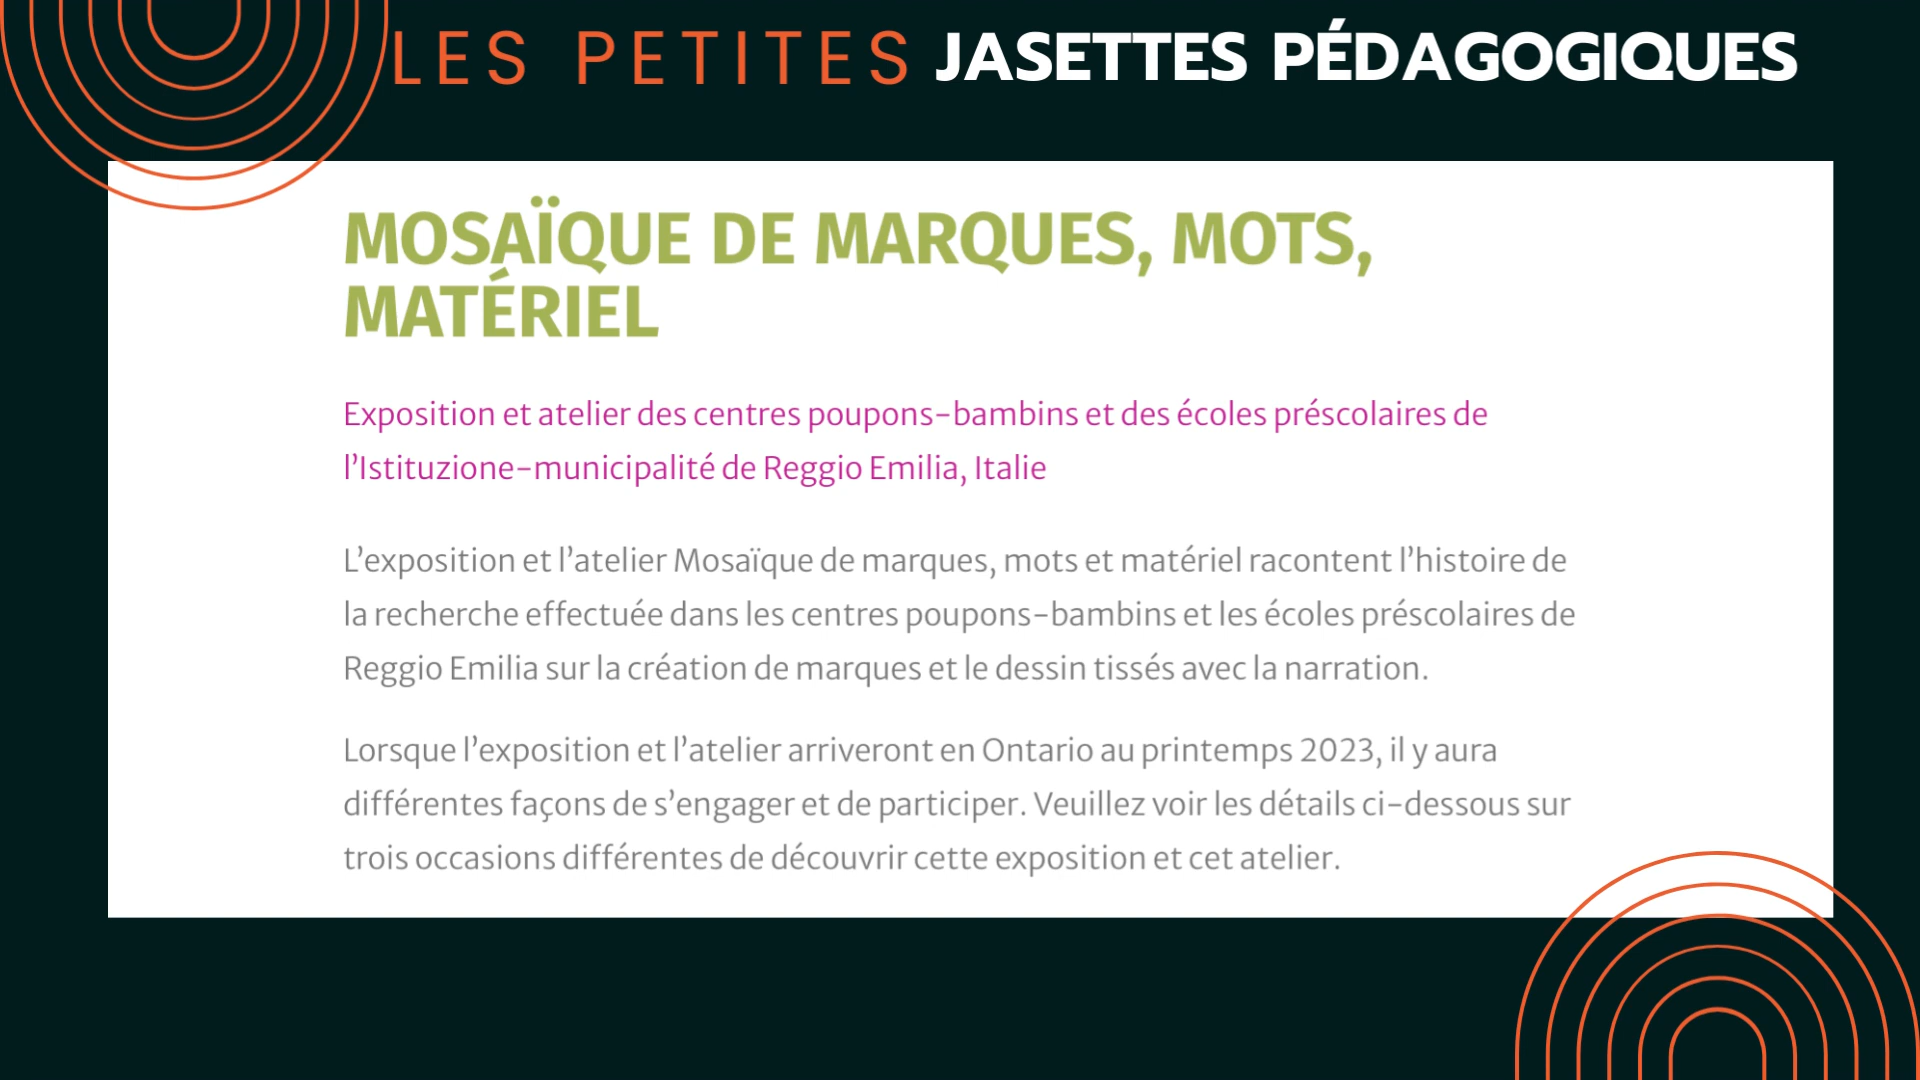 LES PETITES JASETTES PÉDAGOGIQUES
MOSAÏQUE DE MARQUES, MOTS,
MATÉRIEL
Exposition et atelier des centres poupons-bambins et des écoles préscolaires de
l’Istituzione-municipalité de Reggio Emilia, Italie
L’exposition et l’atelier Mosaïque de marques, mots et matériel racontent l’histoire de
la recherche effectuée dans les centres poupons-bambins et les écoles préscolaires de
Reggio Emilia sur la création de marques et le dessin tissés avec la narration.
Lorsque l’exposition et l’atelier arriveront en Ontario au printemps 2023, il y aura
différentes façons de s’engager et de participer. Veuillez voir les détails ci-dessous sur
trois occasions différentes de découvrir cette exposition et cet atelier.